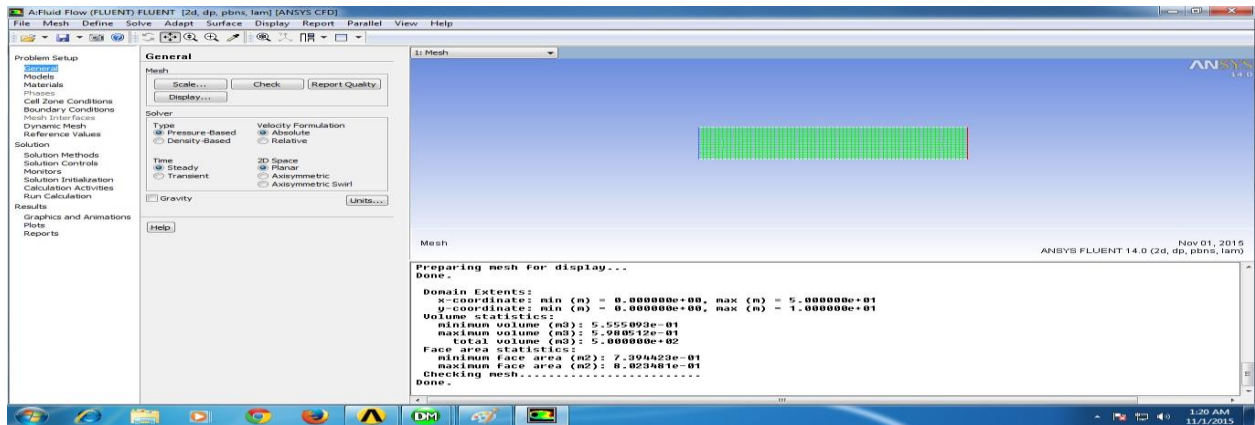 A:Fluid Flow (FLUENT) FLUENT [2d, dp, pbns, lam] [ANSYS CFD]
File Mesh Define Solve Adapt Surface Display Report Parallel View Help
Problem Setup
General
Models
Materials
Phases
Cell Zone Conditions
Boundary Conditions
Mesh Interfaces
Dynamic Mesh
Reference Values
Solution
Solution Methods
Solution Controls
Monitors
Solution Initialization
Calculation Activities
Run Calculation
Results
Graphics and Animations
Plots
Reports
General
Mesh
Scale... Check Report Quality
Display...
Solver
Type Velocity Formulation
Pressure-Based Absolute
Density-Based Relative
Time 2D Space
Steady Planar
Transient Axisymmetric
Axisymmetric Swirl
Gravity Units...
Help
1: Mesh
ANSYS
14.0
Mesh Nov 01, 2015
ANSYS FLUENT 14.0 (2d, dp, pbns, lam)
Preparing mesh for display...
Done.
Domain Extents:
x-coordinate: min (m) = 0.000000e+00, max (m) = 5.000000e+01
y-coordinate: min (m) = 0.000000e+00, max (m) = 1.000000e+01
Volume statistics:
minimum volume (m3): 5.555093e-01
maximum volume (m3): 5.980512e-01
total volume (m3): 5.000000e+02
Face area statistics:
minimum face area (m2): 7.394423e-01
maximum face area (m2): 8.023481e-01
Checking mesh.........................
Done.
DM
1:20 AM
11/1/2015